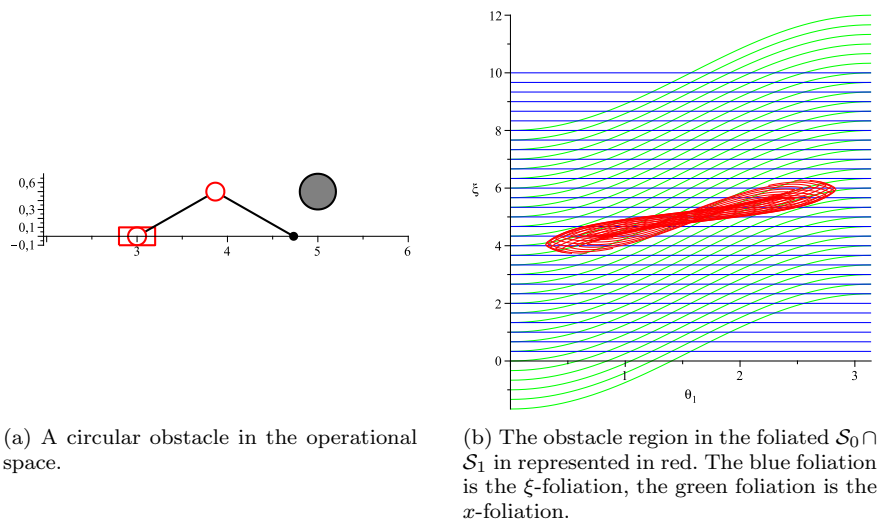 0,6
0,3
0,1
−0,1
3
4
5
6
12
10
8
6
4
2
0
ξ
1
2
3
θ1
(a) A circular obstacle in the operational
space.
(b) The obstacle region in the foliated S0∩
S1 in represented in red. The blue foliation
is the ξ-foliation, the green foliation is the
x-foliation.